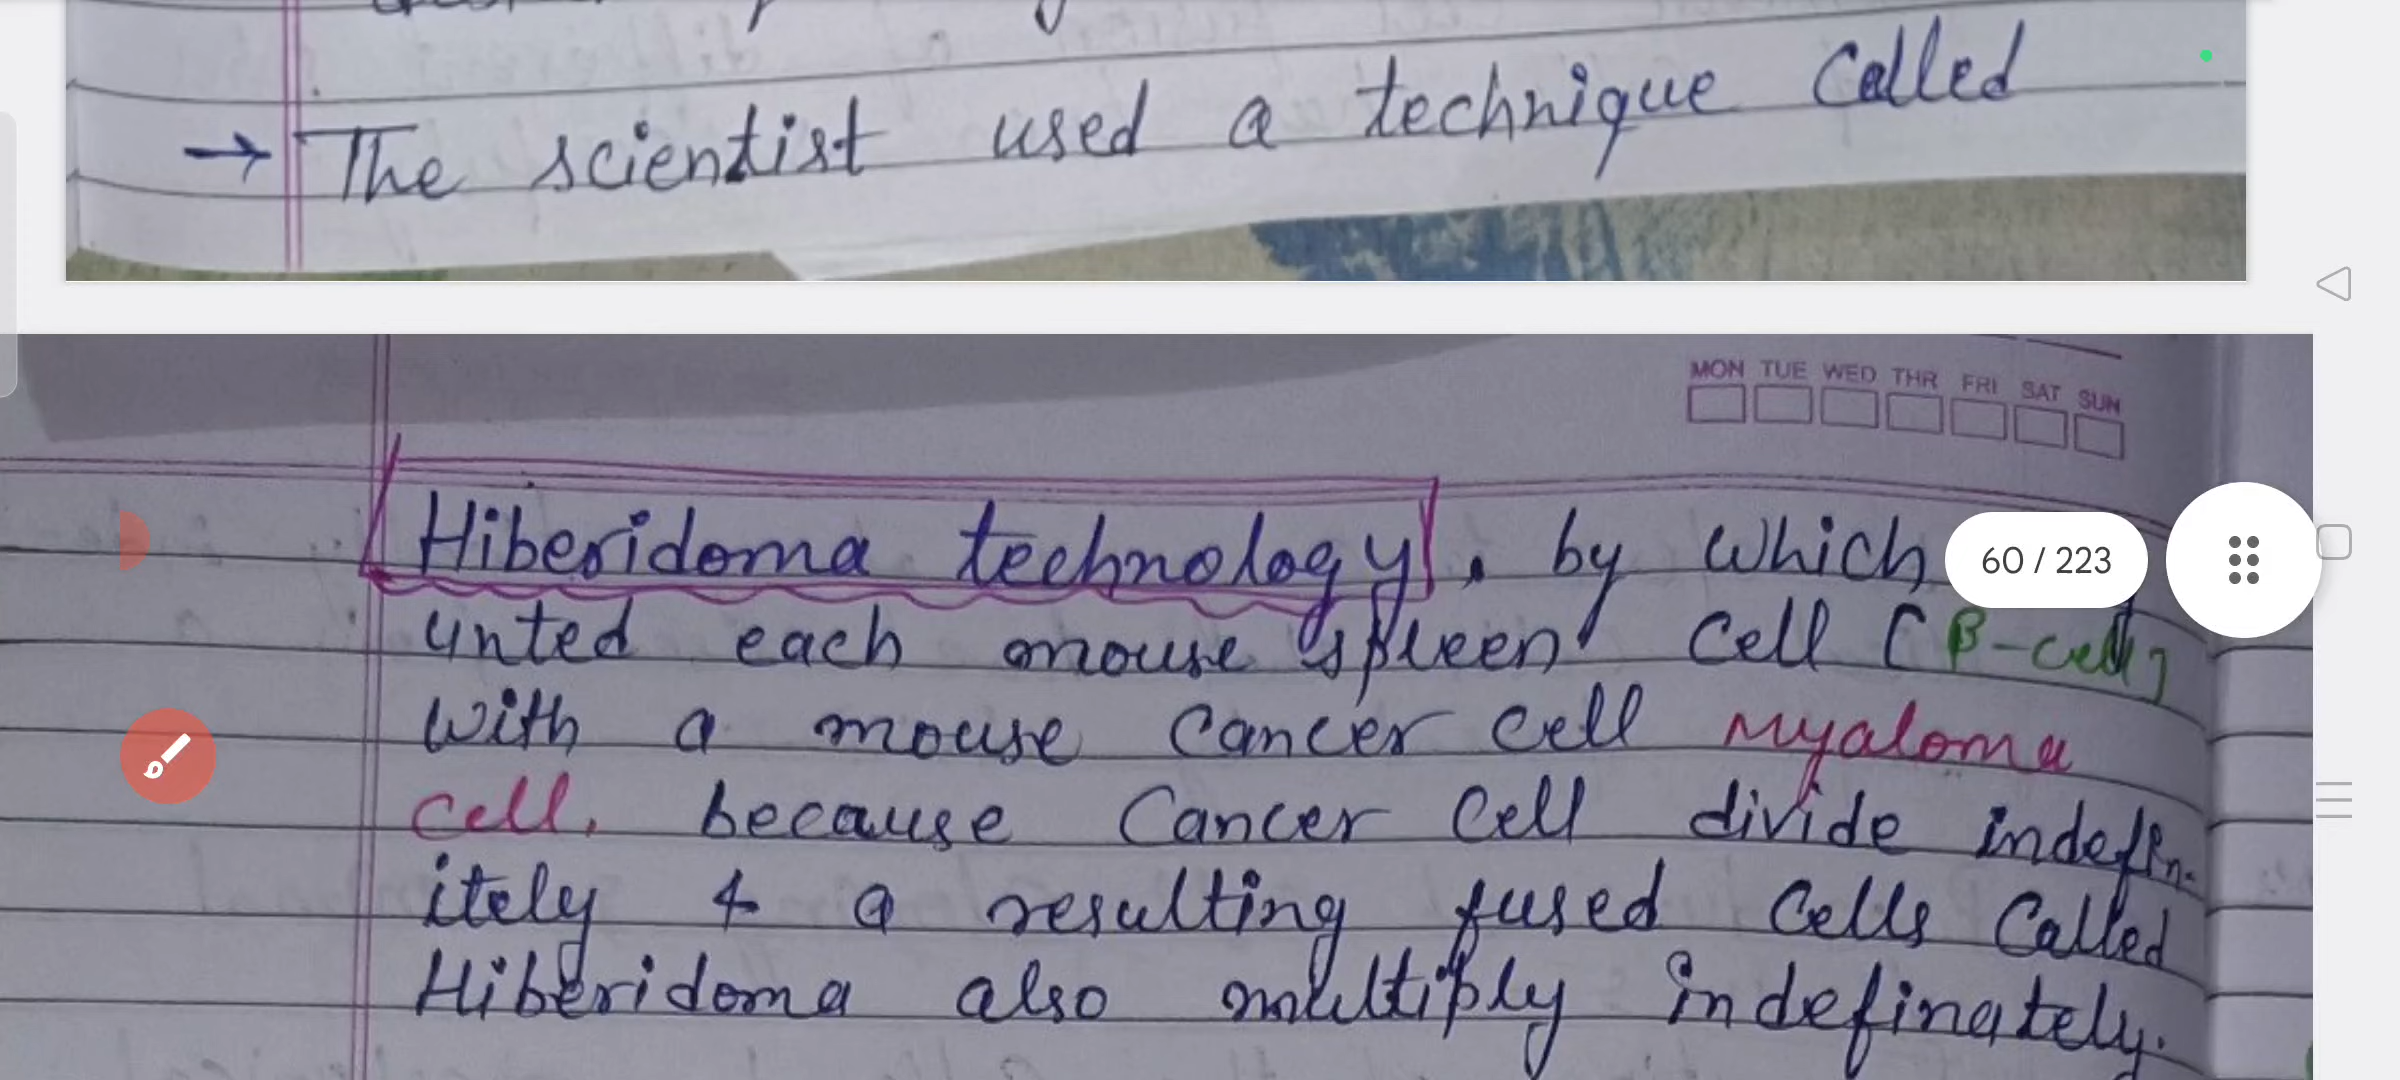 → The scientist used a technique Called
MON TUE WED THR FRI SAT SUN
Hiberidoma technology, by which
60 / 223
united each mouse spleen cell [B-cell]
with a mouse Cancer cell myaloma
cell. because Cancer Cell divide indefin-
itely & a resulting fused Cells Called
Hiberidoma also multiply indefinately.